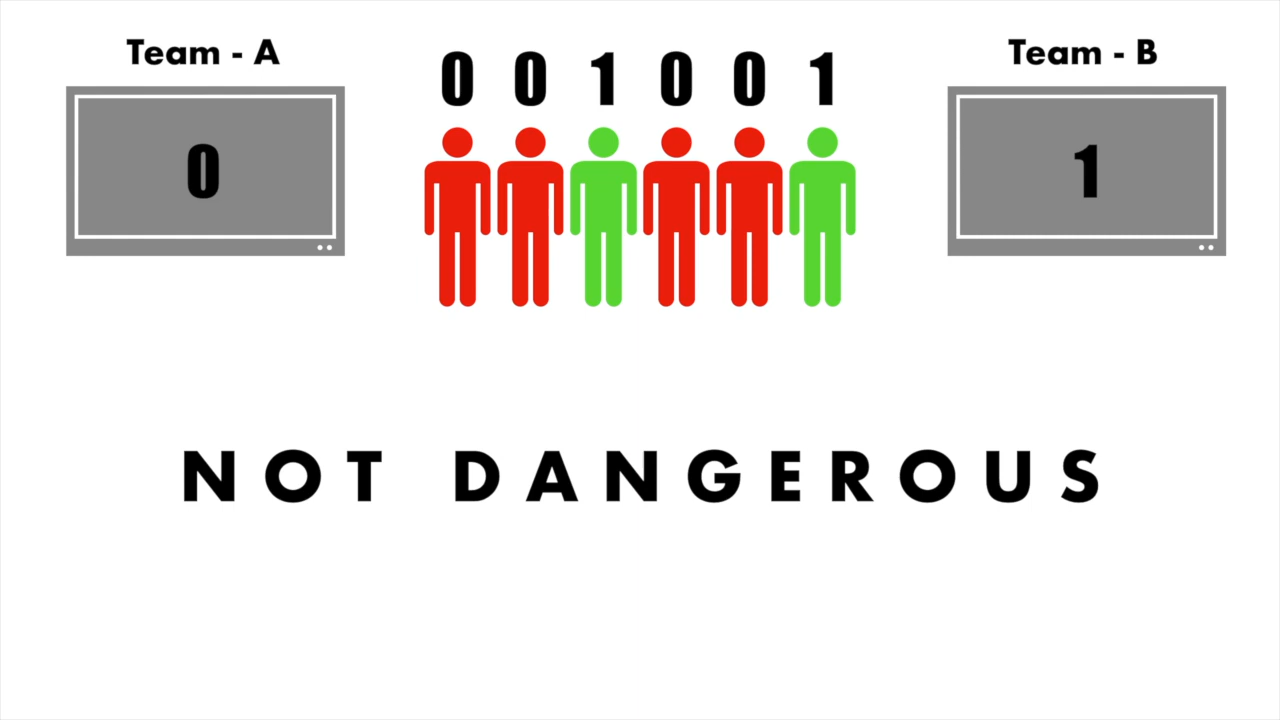 Team - A
0 0 1 0 0 1
Team - B
0
1
NOT DANGEROUS